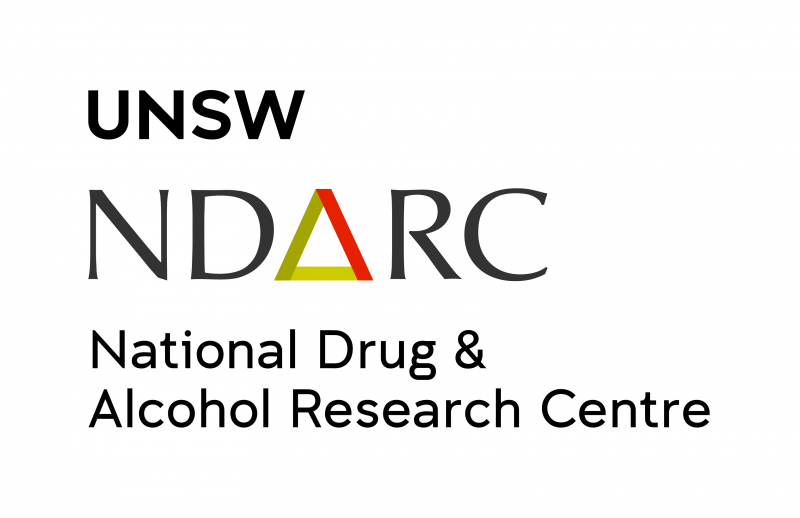 UNSW
NDARC
National Drug &
Alcohol Research Centre